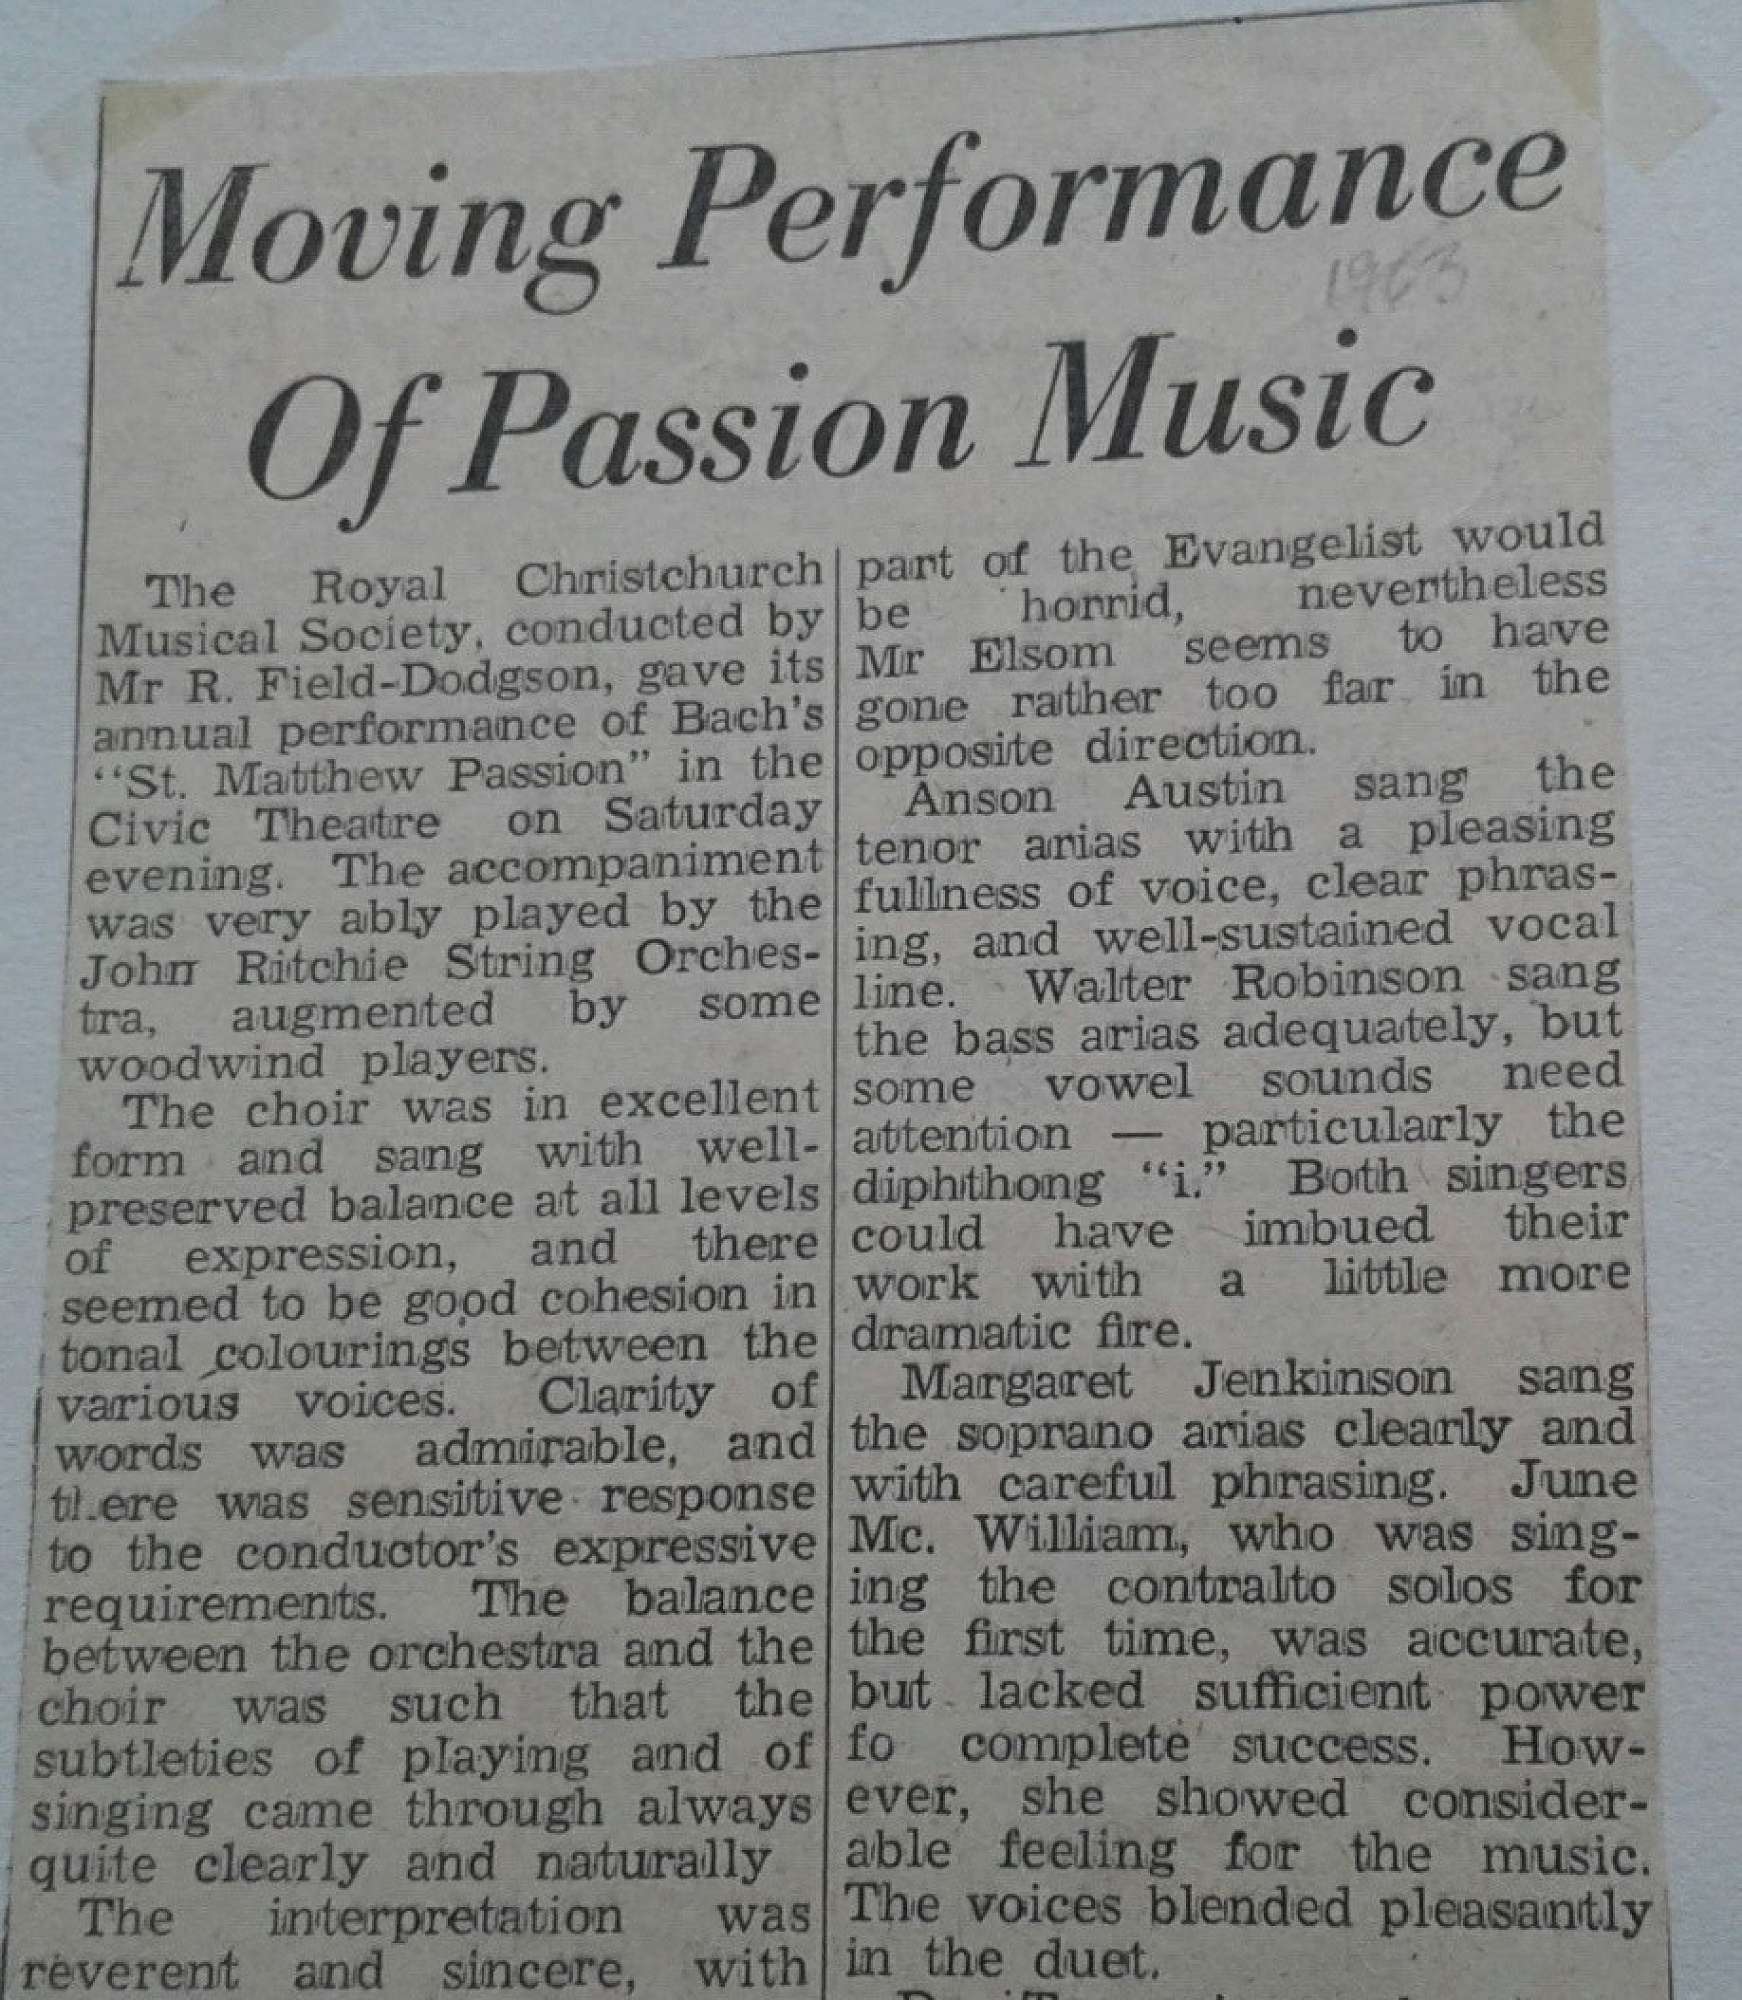 Moving Performance
1963
Of Passion Music
The Royal Christchurch
Musical Society, conducted by
Mr R. Field-Dodgson, gave its
annual performance of Bach's
“St. Matthew Passion” in the
Civic Theatre on Saturday
evening. The accompaniment
was very ably played by the
John Ritchie String Orches-
tra, augmented by some
woodwind players.
The choir was in excellent
form and sang with well-
preserved balance at all levels
of expression, and there
seemed to be good cohesion in
tonal colourings between the
various voices. Clarity of
words was admirable, and
there was sensitive response
to the conductor's expressive
requirements. The balance
between the orchestra and the
choir was such that the
subtleties of playing and of
singing came through always
quite clearly and naturally
The interpretation was
reverent and sincere, with
part of the Evangelist would
be horrid, nevertheless
Mr Elsom seems to have
gone rather too far in the
opposite direction.
Anson Austin sang the
tenor arias with a pleasing
fullness of voice, clear phras-
ing, and well-sustained vocal
line. Walter Robinson sang
the bass arias adequately, but
some vowel sounds need
attention — particularly the
diphthong “i.” Both singers
could have imbued their
work with a little more
dramatic fire.
Margaret Jenkinson sang
the soprano arias clearly and
with careful phrasing. June
Mc. William, who was sing-
ing the contralto solos for
the first time, was accurate,
but lacked sufficient power
fo complete success. How-
ever, she showed consider-
able feeling for the music.
The voices blended pleasantly
in the duet.